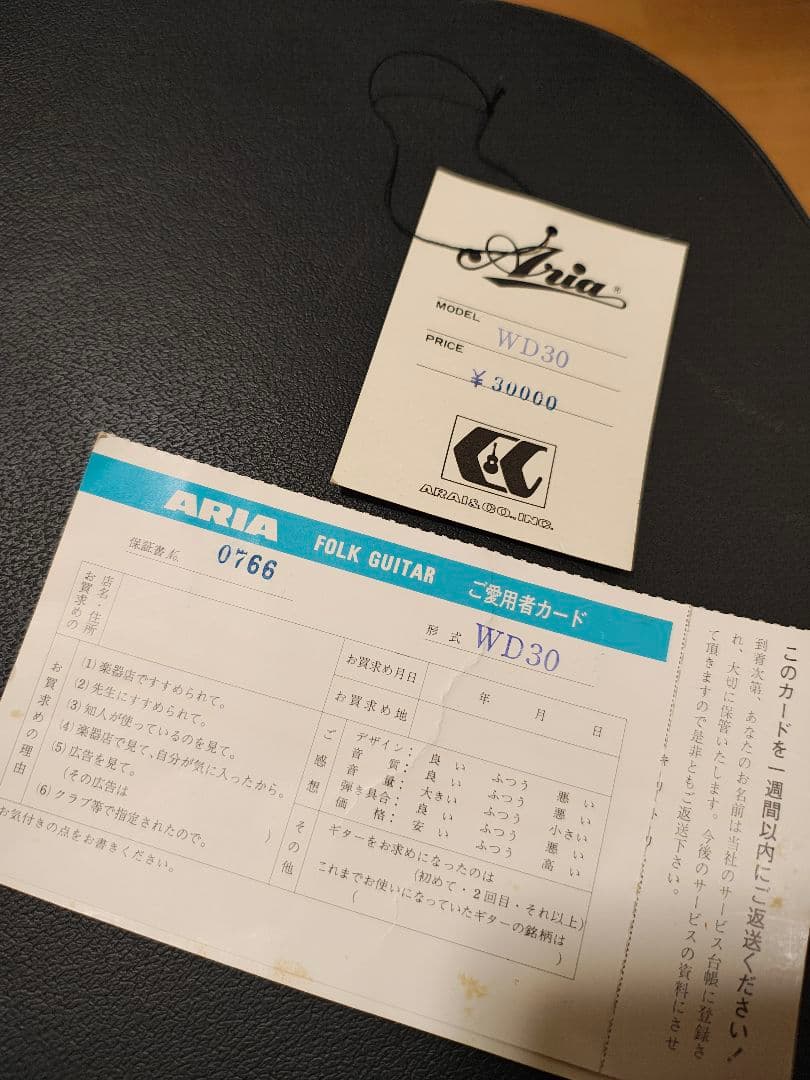 Aria®
MODEL WD30
PRICE ¥30000
ARAI & CO., INC.
ARIA FOLK GUITAR ご愛用者カード
保証書№ 0766
形式 WD30
お買求めの
店名・住所
お買求め月日 年 月 日
お買求め地
お買求めの理由
(1) 楽器店ですすめられて。
(2) 先生にすすめられて。
(3) 知人が使っているのを見て。
(4) 楽器店で見て、自分が気に入ったから。
(5) 広告を見て。
(その広告は )
(6) クラブ等で指定されたので。
ご感想
デザイン: 良い ふつう 悪い
音質: 良い ふつう 悪い
音量: 大きい ふつう 小さい
弾き具合: 良い ふつう 悪い
価格: 安い ふつう 高い
その他
ギターをお求めになったのは
(初めて・2回目・それ以上)
これまでお使いになっていたギターの銘柄は
( )
お気付きの点をお書きください。
キーリートーリ
このカードを一週間以内にご返送ください!
到着次第、あなたのお名前は当社のサービス台帳に登録さ
れ、大切に保管いたします。今後のサービスの資料にさせ
て頂きますので是非ともご返送下さい。